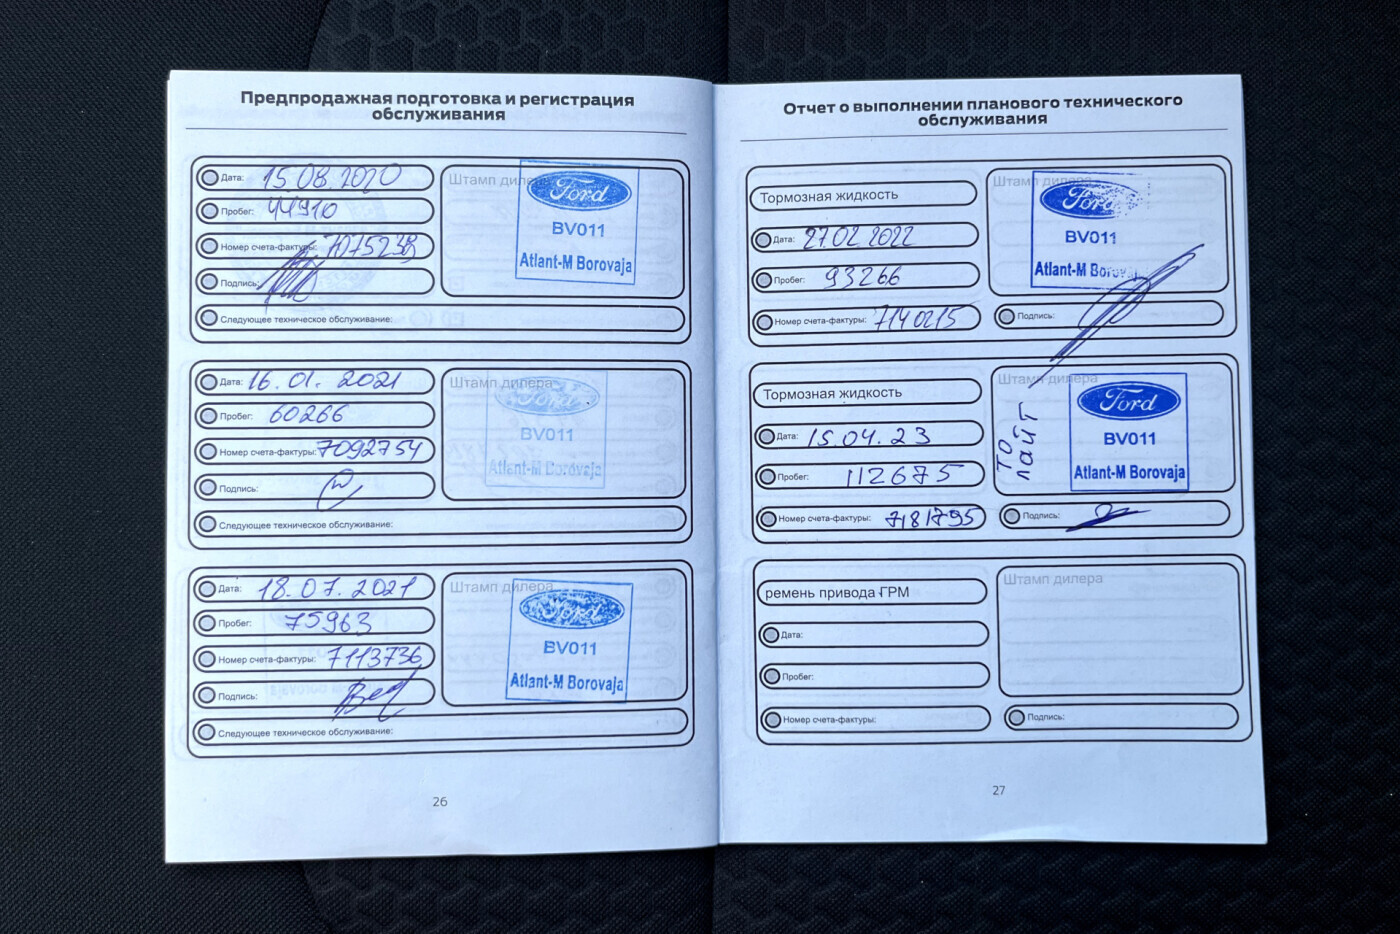 Предпродажная подготовка и регистрация
обслуживания
Дата: 15.08.2020
Пробег: 44910
Номер счета-фактуры: 7075238
Подпись:
Следующее техническое обслуживание:
Штамп дилера
Ford
BV011
Atlant-M Borovaja
Дата: 16.01.2021
Пробег: 60266
Номер счета-фактуры: 7092754
Подпись:
Следующее техническое обслуживание:
Штамп дилера
Ford
BV011
Atlant-M Borovaja
Дата: 18.07.2021
Пробег: 75963
Номер счета-фактуры: 7113736
Подпись:
Следующее техническое обслуживание:
Штамп дилера
Ford
BV011
Atlant-M Borovaja
26
Отчет о выполнении планового технического
обслуживания
Тормозная жидкость
Дата: 27.02.2022
Пробег: 93266
Номер счета-фактуры: 7140215
Штамп дилера
Ford
BV011
Atlant-M Borovaja
Подпись:
Тормозная жидкость
Дата: 15.04.23
Пробег: 112675
Номер счета-фактуры: 7181795
Штамп дилера
ТО
лайт
Ford
BV011
Atlant-M Borovaja
Подпись:
ремень привода ГРМ
Дата:
Пробег:
Номер счета-фактуры:
Штамп дилера
Подпись:
27